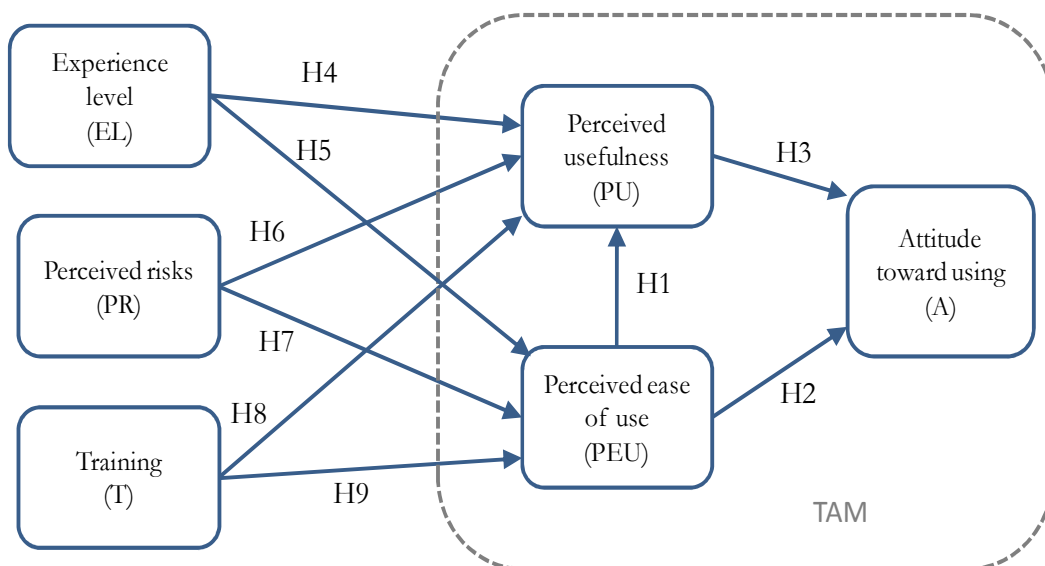 Experience
level
(EL)
H4
H5
Perceived
usefulness
(PU)
H3
Perceived risks
(PR)
H6
H7
H1
Attitude
toward using
(A)
Training
(T)
H8
H9
Perceived ease
of use
(PEU)
H2
TAM